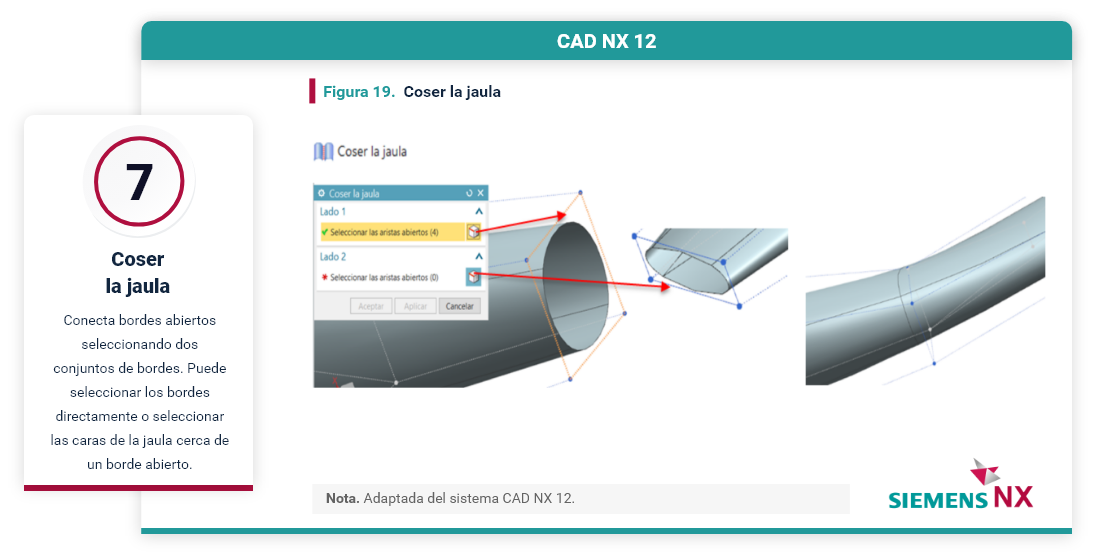 CAD NX 12
Figura 19. Coser la jaula
7
Coser
la jaula
Conecta bordes abiertos
seleccionando dos
conjuntos de bordes. Puede
seleccionar los bordes
directamente o seleccionar
las caras de la jaula cerca de
un borde abierto.
Coser la jaula
Coser la jaula
Lado 1
Seleccionar las aristas abiertos (4)
Lado 2
Seleccionar las aristas abiertos (0)
Aceptar Aplicar Cancelar
Nota. Adaptada del sistema CAD NX 12.
SIEMENS NX